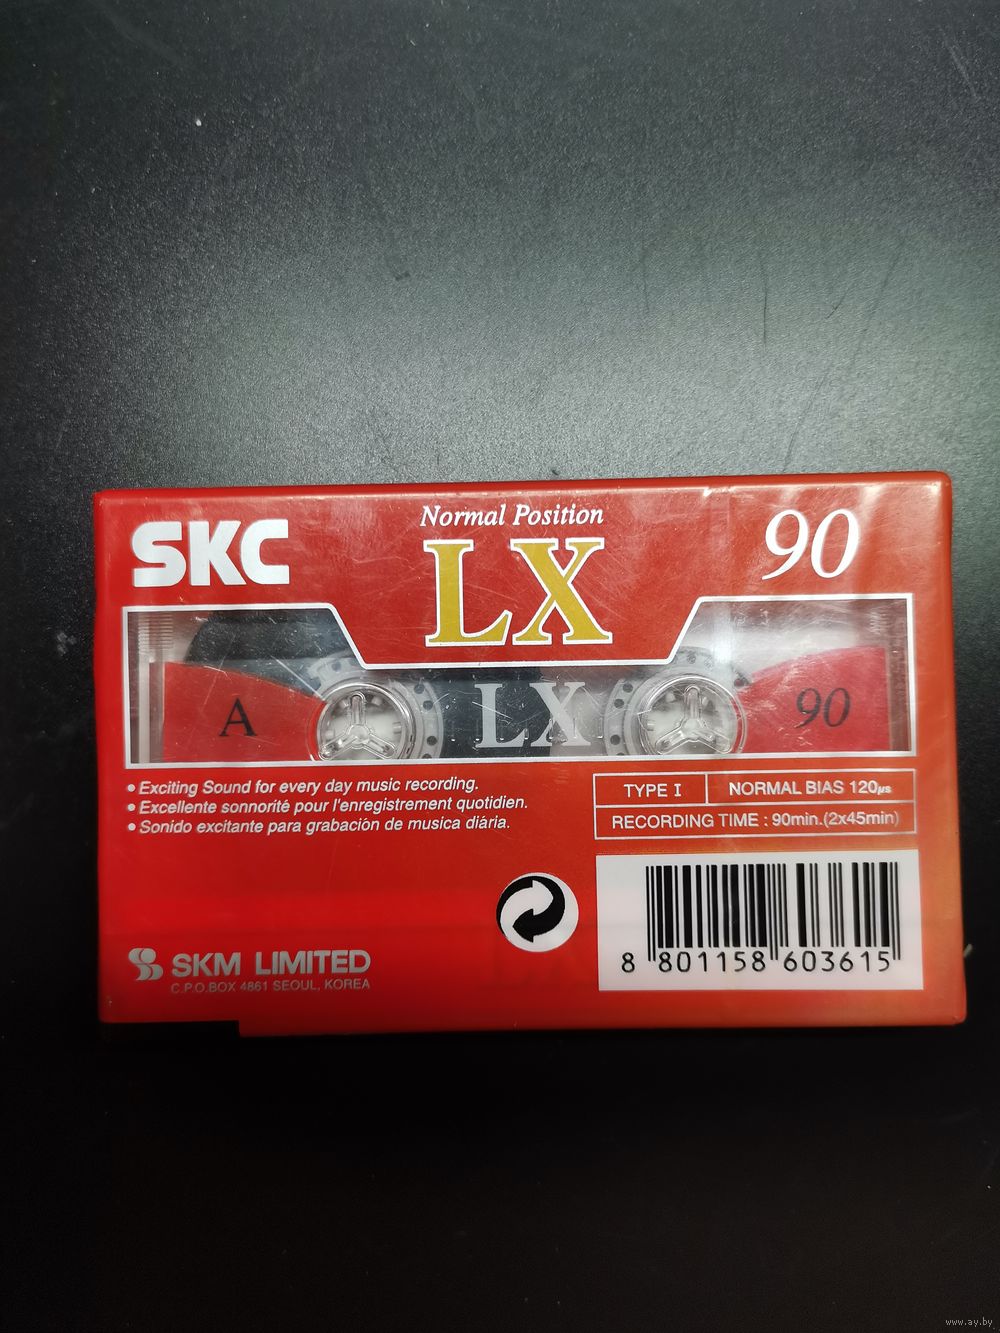 Normal Position
SKC
LX
90
A
LX
90
• Exciting Sound for every day music recording.
• Excellente sonnorité pour l'enregistrement quotidien.
• Sonido excitante para grabación de musica diária.
TYPE I
NORMAL BIAS 120μs
RECORDING TIME : 90min.(2x45min)
SKM LIMITED
C.P.O.BOX 4861 SEOUL, KOREA
8 801158 603615
www.ay.by